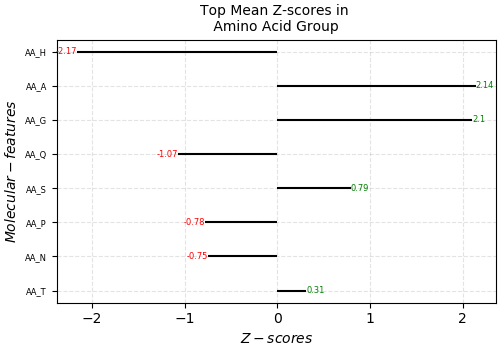 Top Mean Z-scores in
Amino Acid Group
AA_H
-2.17
AA_A
2.14
AA_G
2.1
AA_Q
-1.07
AA_S
0.79
AA_P
-0.78
AA_N
-0.75
AA_T
0.31
Molecular−features
−2 −1 0 1 2
Z−scores